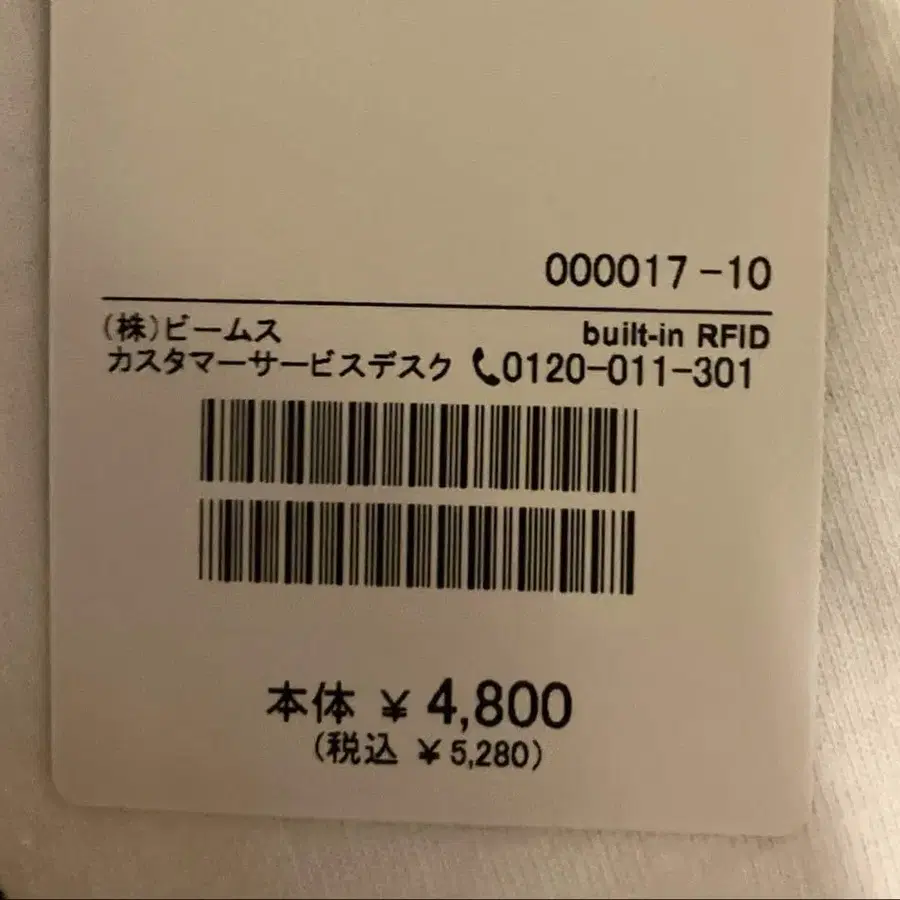 000017-10
(株)ビームス built-in RFID
カスタマーサービスデスク 0120-011-301
本体 ¥ 4,800
(税込 ¥5,280)